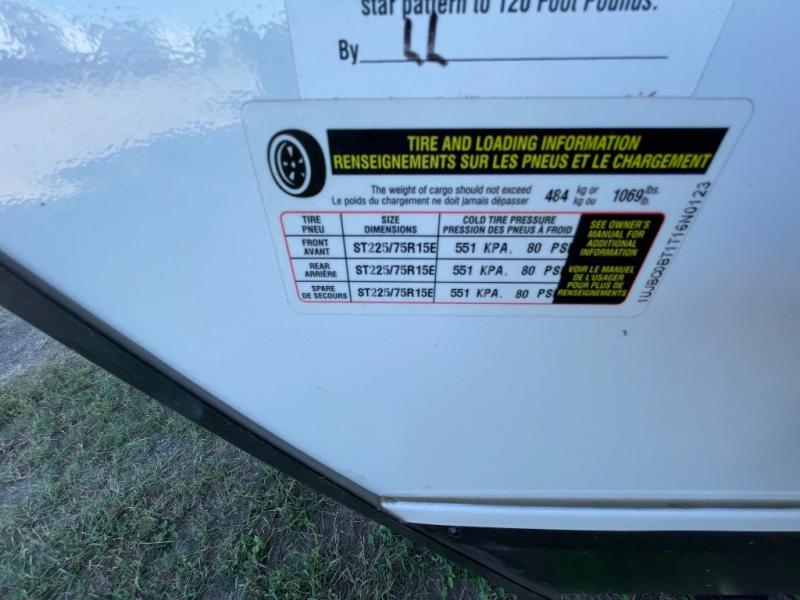 star pattern to 120 Foot Pounds.
By LL
TIRE AND LOADING INFORMATION
RENSEIGNEMENTS SUR LES PNEUS ET LE CHARGEMENT
The weight of cargo should not exceed 484 kg or 1069 lbs.
Le poids du chargement ne doit jamais dépasser kg ou lb.
TIRE SIZE COLD TIRE PRESSURE
PNEU DIMENSIONS PRESSION DES PNEUS À FROID
FRONT
AVANT ST225/75R15E 551 KPA, 80 PSI
REAR
ARRIÈRE ST225/75R15E 551 KPA, 80 PSI
SPARE
DE SECOURS ST225/75R15E 551 KPA, 80 PSI
SEE OWNER'S
MANUAL FOR
ADDITIONAL
INFORMATION
VOIR LE MANUEL
DE L'USAGER
POUR PLUS DE
RENSEIGNEMENTS
1UJBC0BT1T16N0123